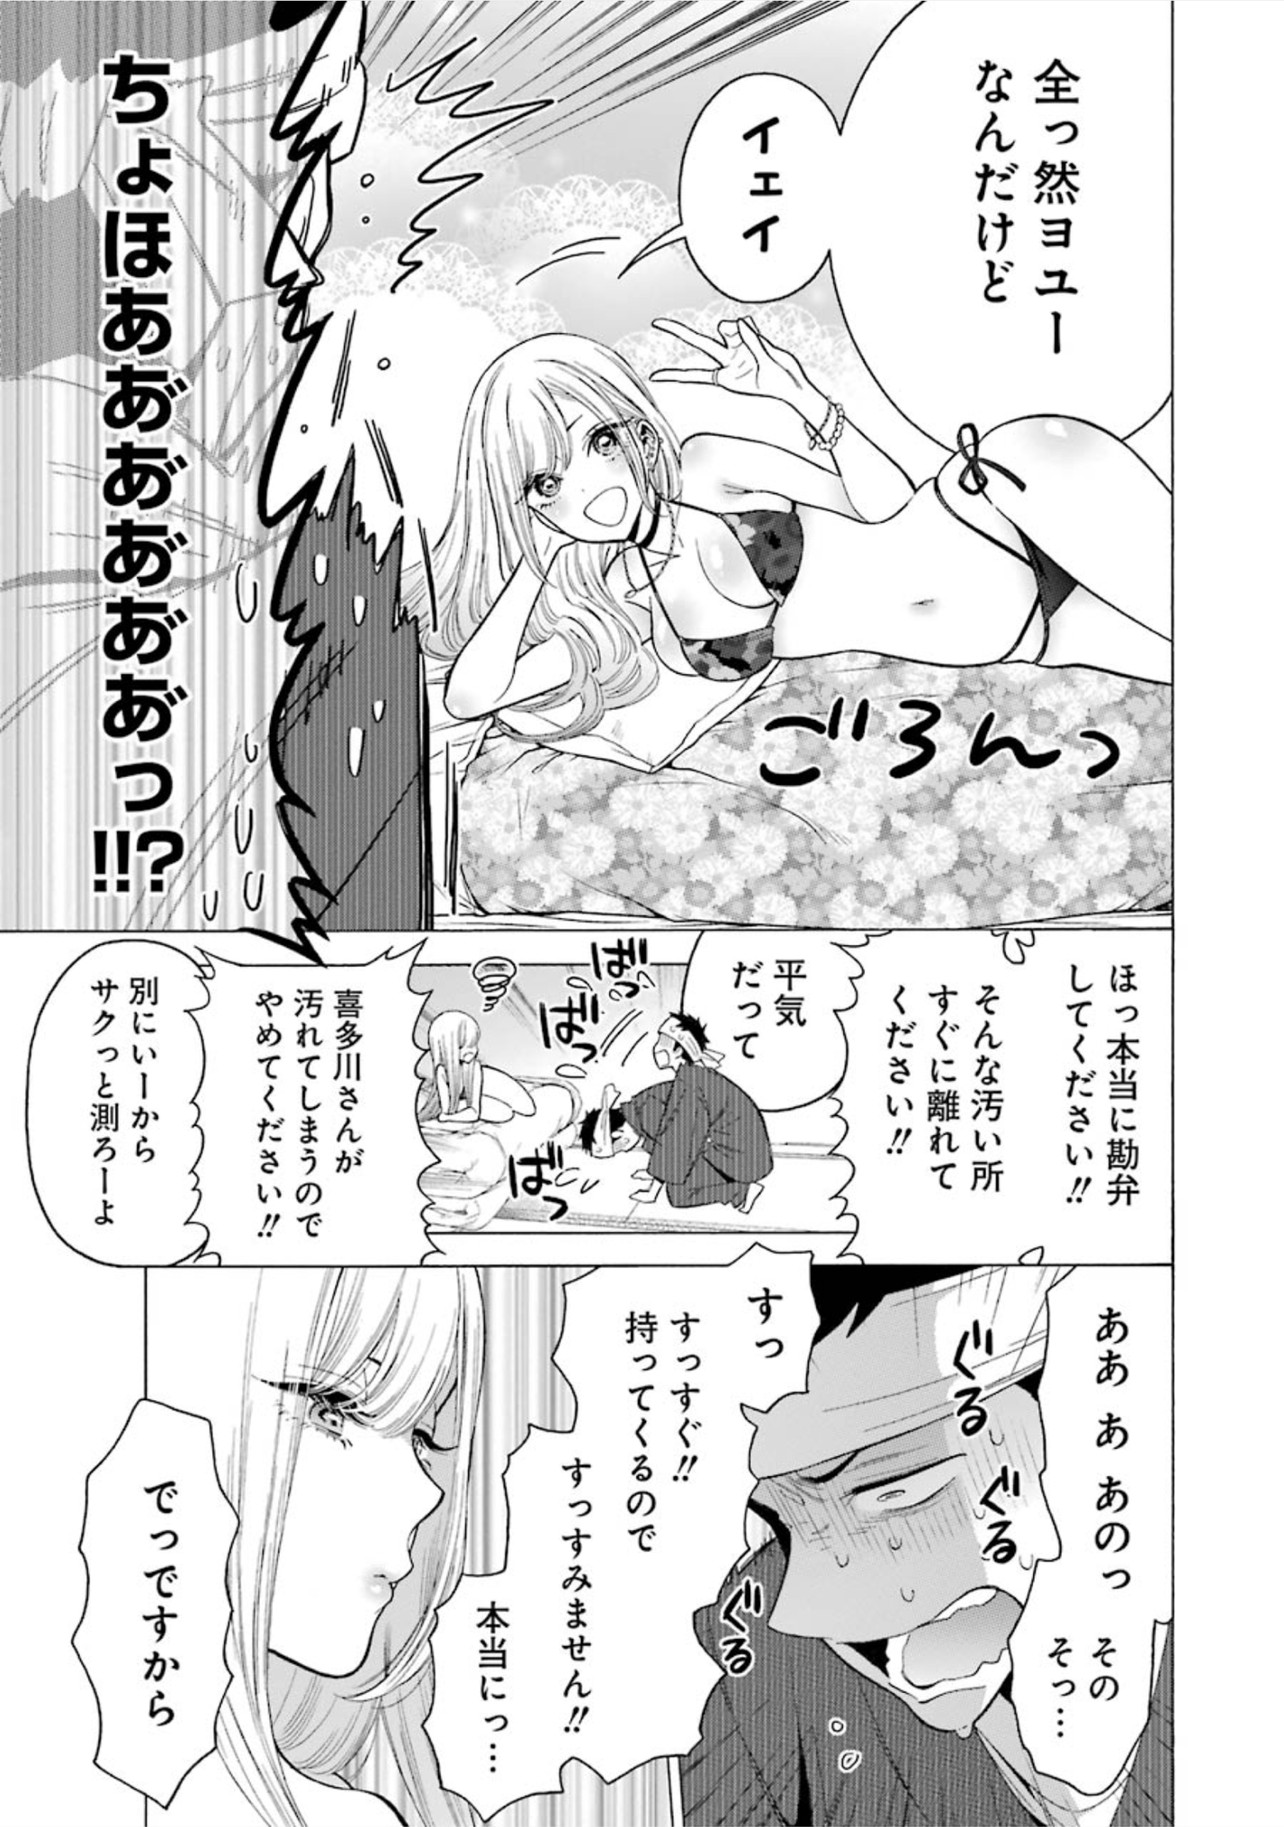 全っ然ヨユー
なんだけど
イェイ
ごろんっ
ちょほああ゙あ゙あ゙あ゙あ゙っ!!?
ほっ本当に勘弁
してください!!
そんな汚い所
すぐに離れて
ください!!
平気
だって
ばっ
ばっ
ばっ
喜多川さんが
汚れてしまうので
やめてください!!
別にいーから
サクっと測ろーよ
ああ あ あのっ
その
そっ…
ぐる
ぐる
ぐる
すっ
すっすぐ!!
持ってくるので
すっすみません!!
本当にっ…
でっですから